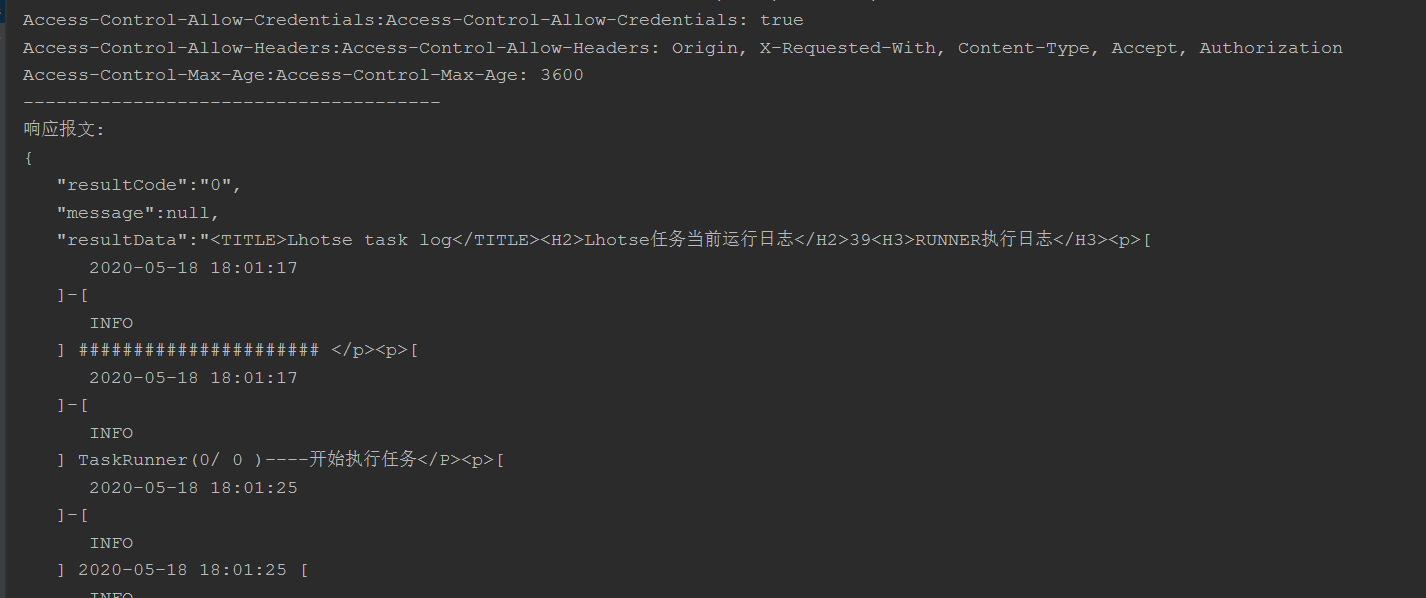 Access-Control-Allow-Credentials:Access-Control-Allow-Credentials: true
Access-Control-Allow-Headers:Access-Control-Allow-Headers: Origin, X-Requested-With, Content-Type, Accept, Authorization
Access-Control-Max-Age:Access-Control-Max-Age: 3600
--------------------------------------
响应报文:
{
"resultCode":"0",
"message":null,
"resultData":"<TITLE>Lhotse task log</TITLE><H2>Lhotse任务当前运行日志</H2>39<H3>RUNNER执行日志</H3><p>[
2020-05-18 18:01:17
]-[
INFO
] ###################### </p><p>[
2020-05-18 18:01:17
]-[
INFO
] TaskRunner(0/ 0 )----开始执行任务</P><p>[
2020-05-18 18:01:25
]-[
INFO
] 2020-05-18 18:01:25 [
INFO